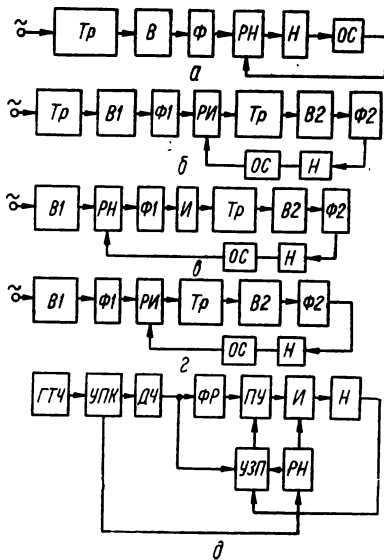 ~ Тр В Ф РН Н ОС
а
~ Тр В1 Ф1 РИ Тр В2 Ф2
ОС Н
б
~ В1 РН Ф1 И Тр В2 Ф2
ОС Н
в
~ В1 Ф1 РИ Тр В2 Ф2
ОС Н
г
ГТЧ УПК ДЧ ФР ПУ И Н
УЗП РН
д